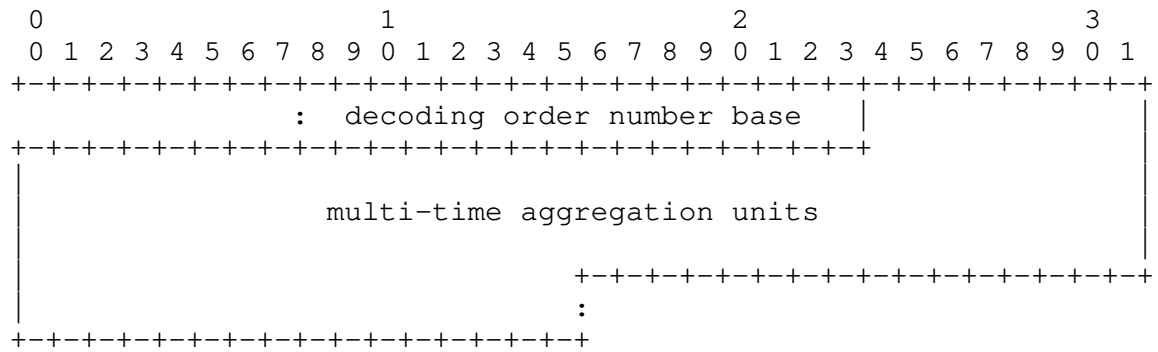 0 1 2 3
0 1 2 3 4 5 6 7 8 9 0 1 2 3 4 5 6 7 8 9 0 1 2 3 4 5 6 7 8 9 0 1
+-+-+-+-+-+-+-+-+-+-+-+-+-+-+-+-+-+-+-+-+-+-+-+-+-+-+-+-+-+-+-+-+
: decoding order number base | |
+-+-+-+-+-+-+-+-+-+-+-+-+-+-+-+-+-+-+-+-+-+-+-+-+ |
| |
| multi-time aggregation units |
| |
| +-+-+-+-+-+-+-+-+-+-+-+-+-+-+-+-+
| :
+-+-+-+-+-+-+-+-+-+-+-+-+-+-+-+-+